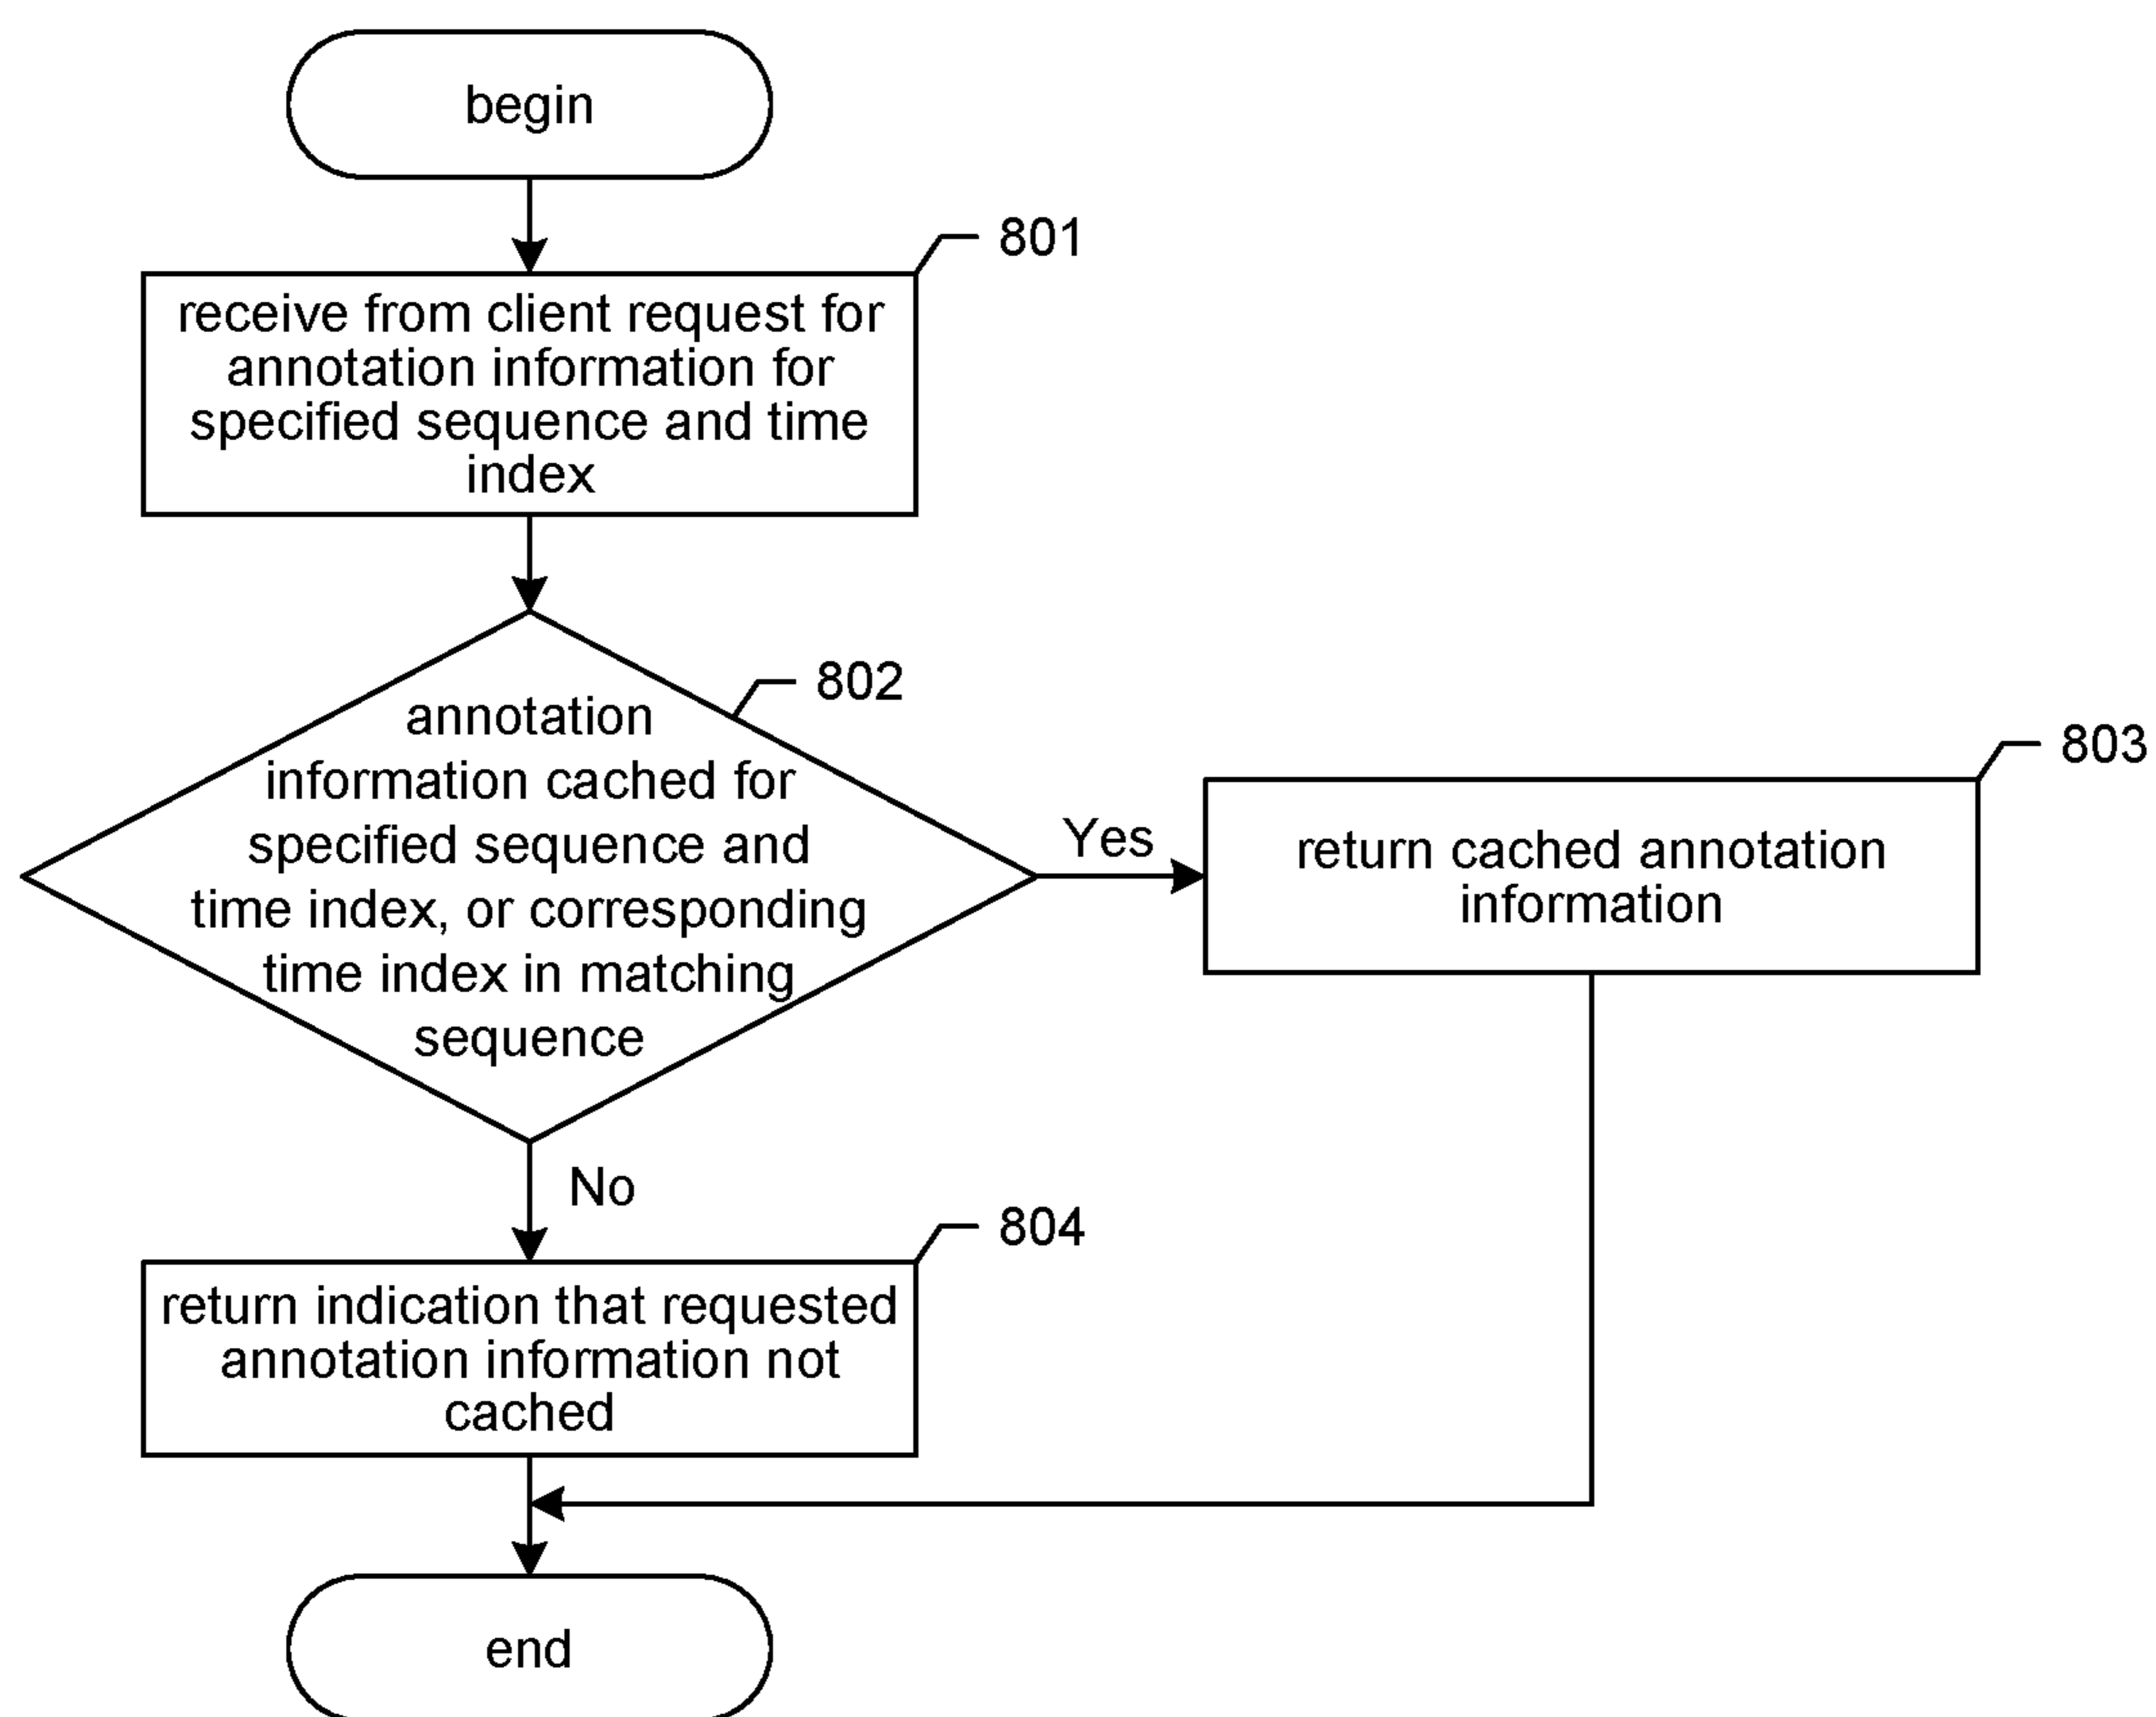 begin
801
receive from client request for
annotation information for
specified sequence and time
index
802
annotation
information cached for
specified sequence and
time index, or corresponding
time index in matching
sequence
Yes
803
return cached annotation
information
No
804
return indication that requested
annotation information not
cached
end